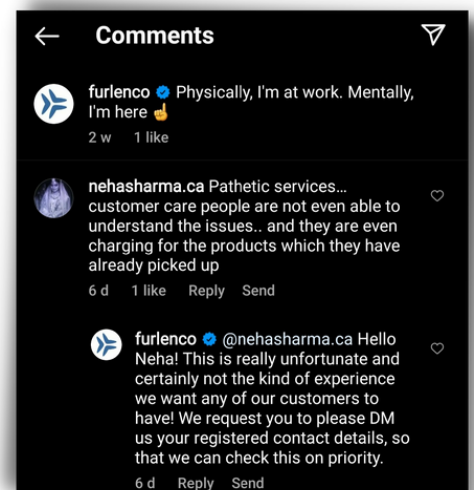 Comments
furlenco Physically, I'm at work. Mentally,
I'm here ☝️
2 w 1 like
nehasharma.ca Pathetic services...
customer care people are not even able to
understand the issues.. and they are even
charging for the products which they have
already picked up
6 d 1 like Reply Send
furlenco @nehasharma.ca Hello
Neha! This is really unfortunate and
certainly not the kind of experience
we want any of our customers to
have! We request you to please DM
us your registered contact details, so
that we can check this on priority.
6 d Reply Send